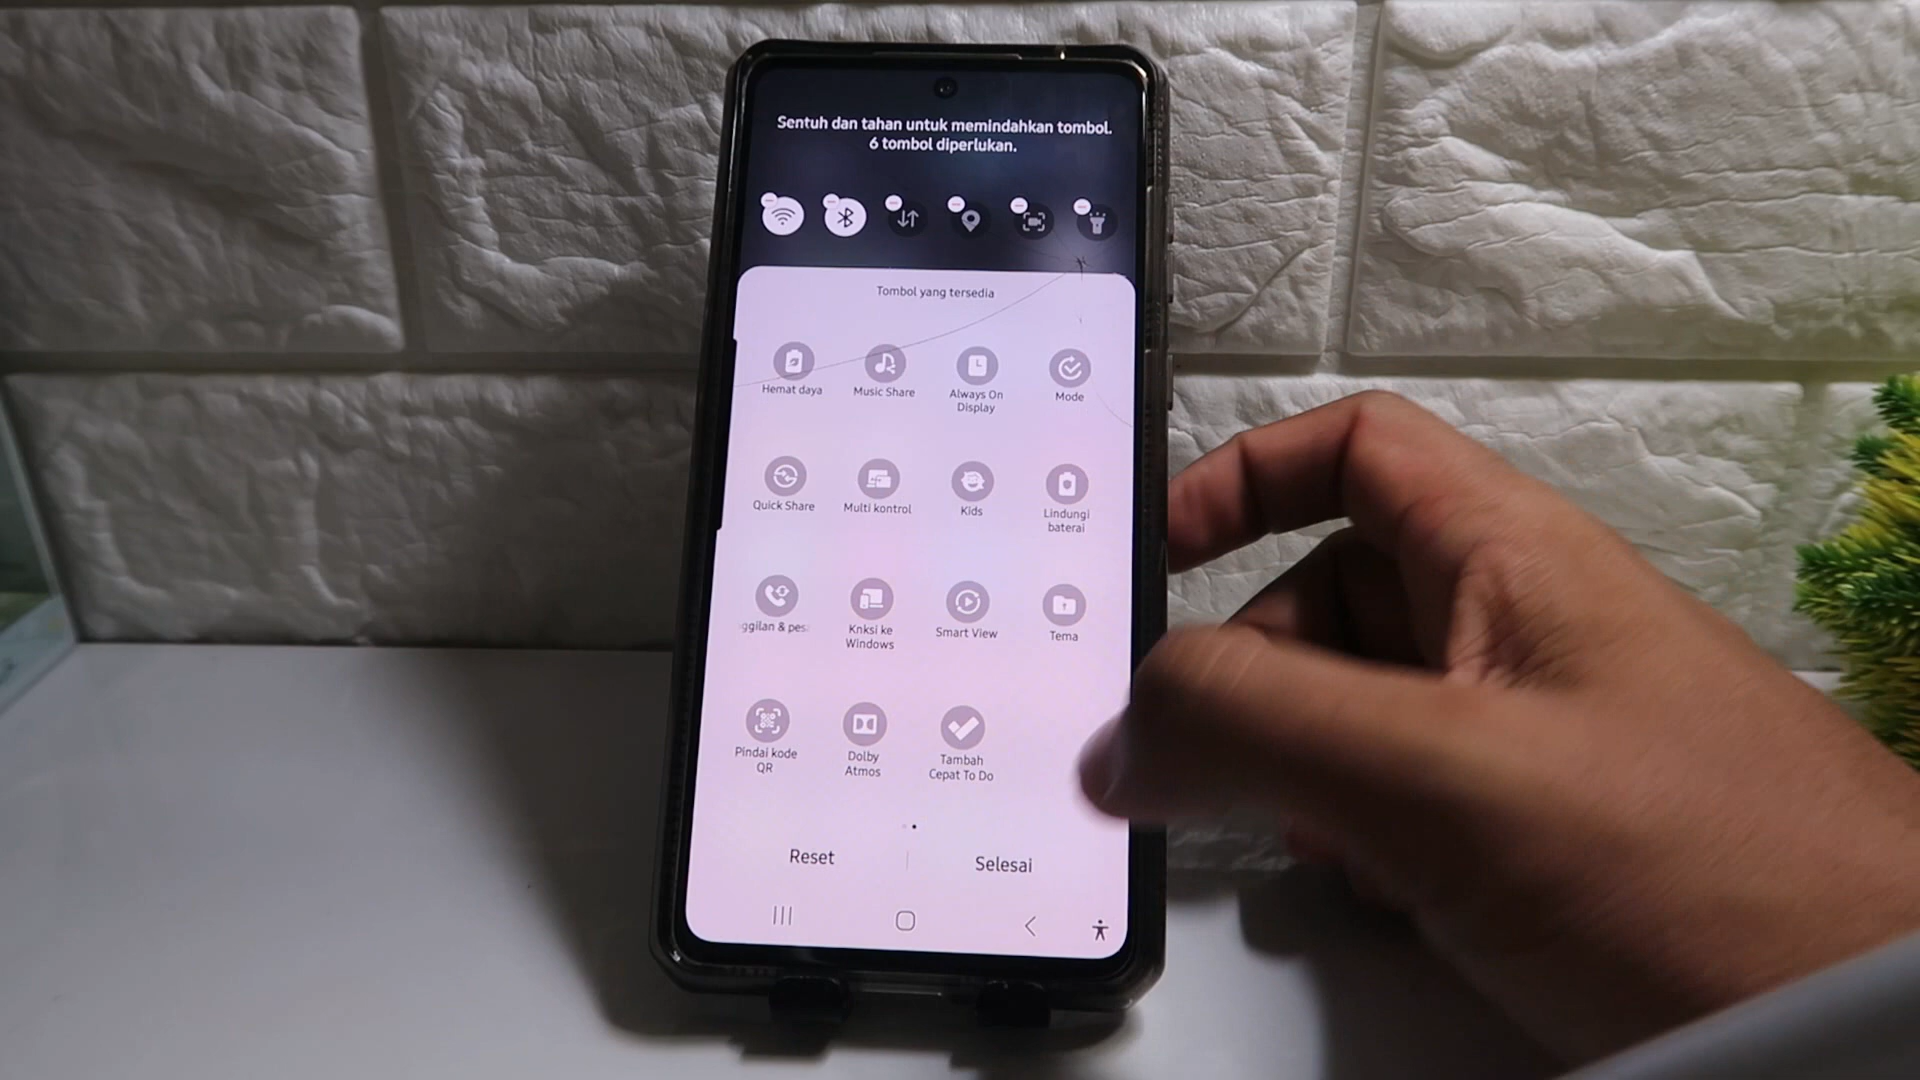 Sentuh dan tahan untuk memindahkan tombol.
6 tombol diperlukan.
Tombol yang tersedia
Hemat daya
Music Share
Always On
Display
Mode
Quick Share
Multi kontrol
Kids
Lindungi
baterai
ggilan & pes
Knksi ke
Windows
Smart View
Tema
Pindai kode
QR
Dolby
Atmos
Tambah
Cepat To Do
Reset
Selesai